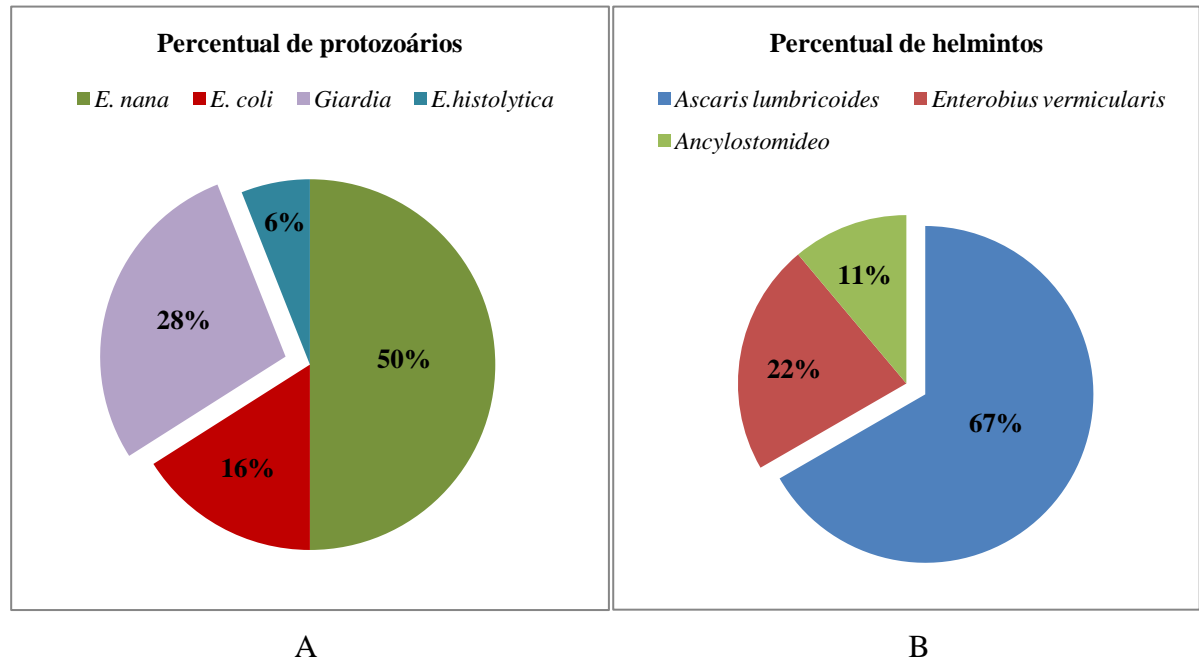 Percentual de protozoários
E. nana E. coli Giardia E.histolytica
6%
28%
50%
16%
A
Percentual de helmintos
Ascaris lumbricoides Enterobius vermicularis
Ancylostomideo
11%
22%
67%
B